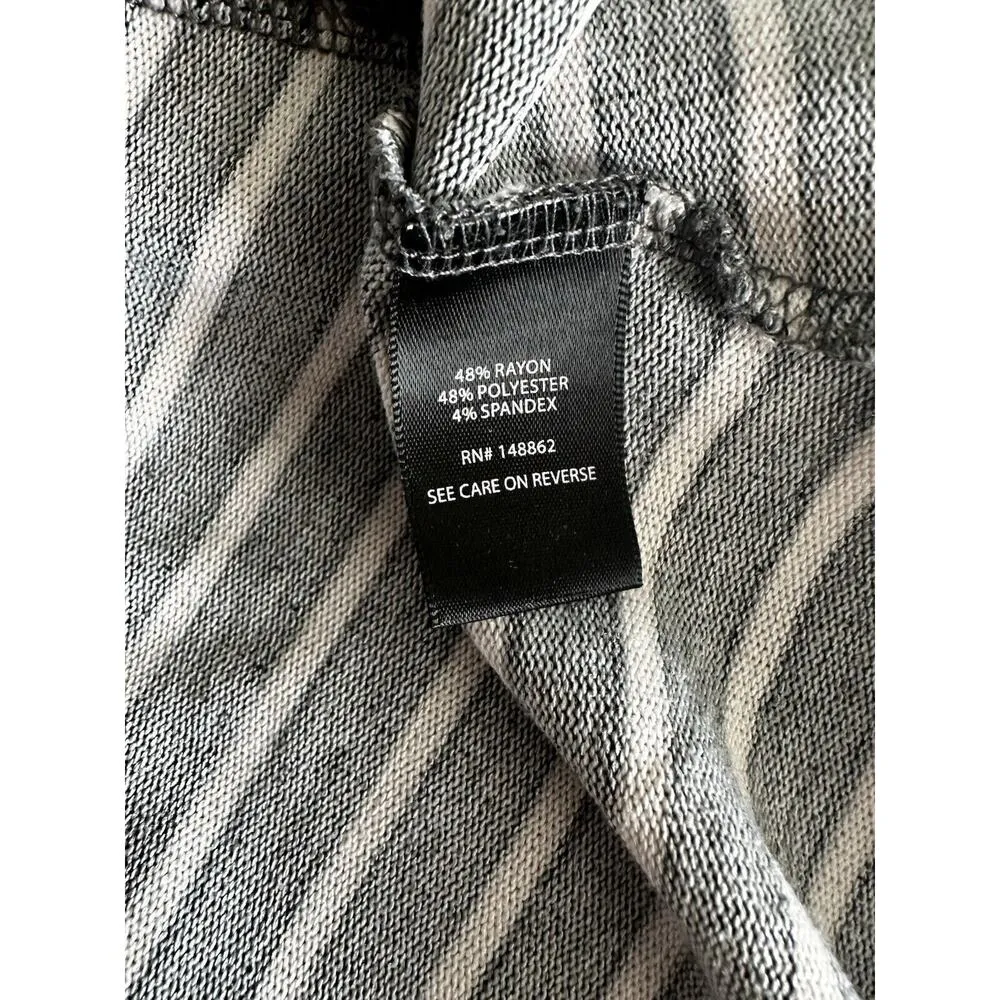 48% RAYON
48% POLYESTER
4% SPANDEX
RN# 148862
SEE CARE ON REVERSE